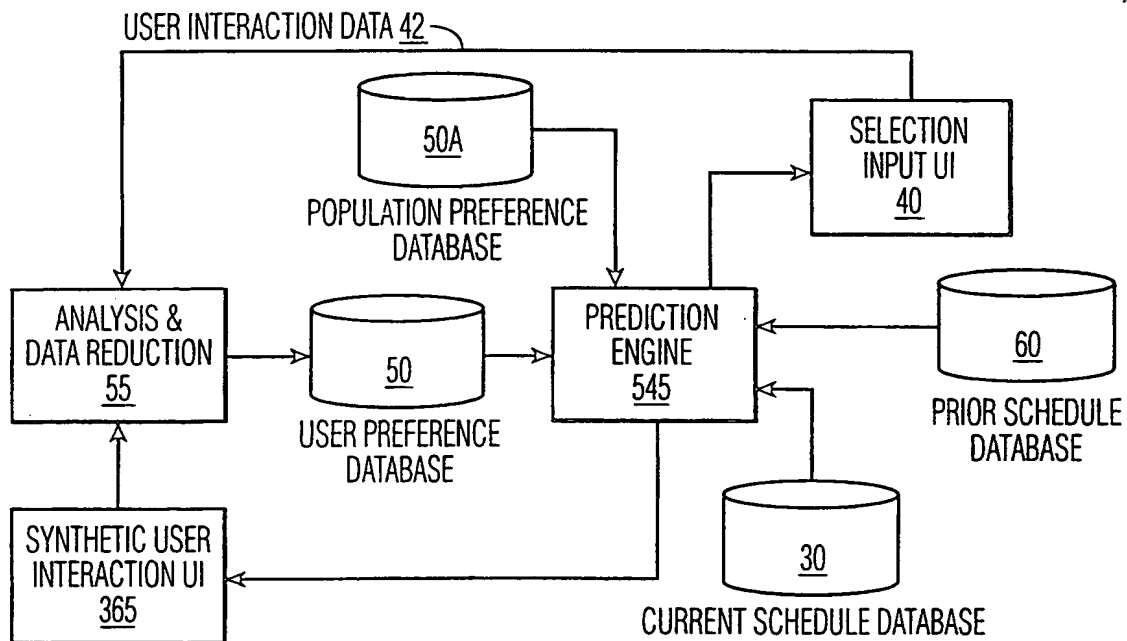 USER INTERACTION DATA 42
50A
POPULATION PREFERENCE
DATABASE
SELECTION
INPUT UI
40
ANALYSIS &
DATA REDUCTION
55
50
USER PREFERENCE
DATABASE
PREDICTION
ENGINE
545
60
PRIOR SCHEDULE
DATABASE
SYNTHETIC USER
INTERACTION UI
365
30
CURRENT SCHEDULE DATABASE